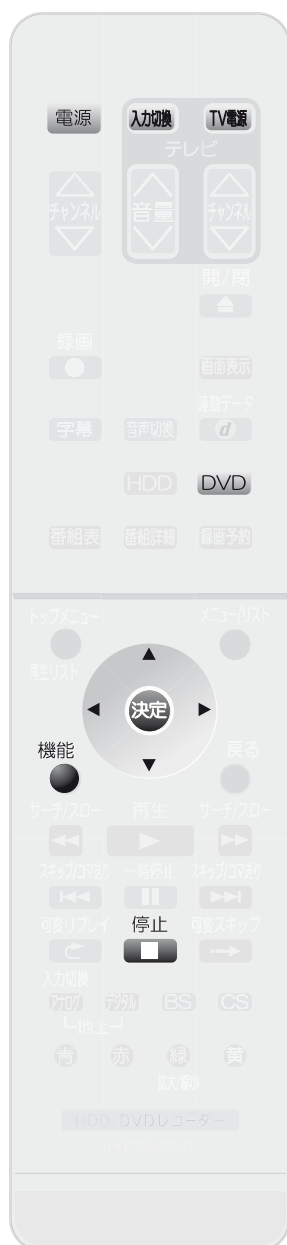 電源 入力切換 TV電源
テレビ
チャンネル 音量 チャンネル
開/閉
録画
画面表示
連動データ
字幕 音声切換 d
HDD DVD
番組表 番組詳細 録画予約
トップメニュー メニュー/リスト
再生リスト
決定
機能 戻る
サーチ/スロー 再生 サーチ/スロー
スキップ/コマ送り 一時停止 スキップ/コマ送り
可変リプレイ 停止 可変スキップ
入力切換
アナログ デジタル BS CS
地上
青 赤 緑 黄
拡大/縮小
HDD/DVDレコーダー